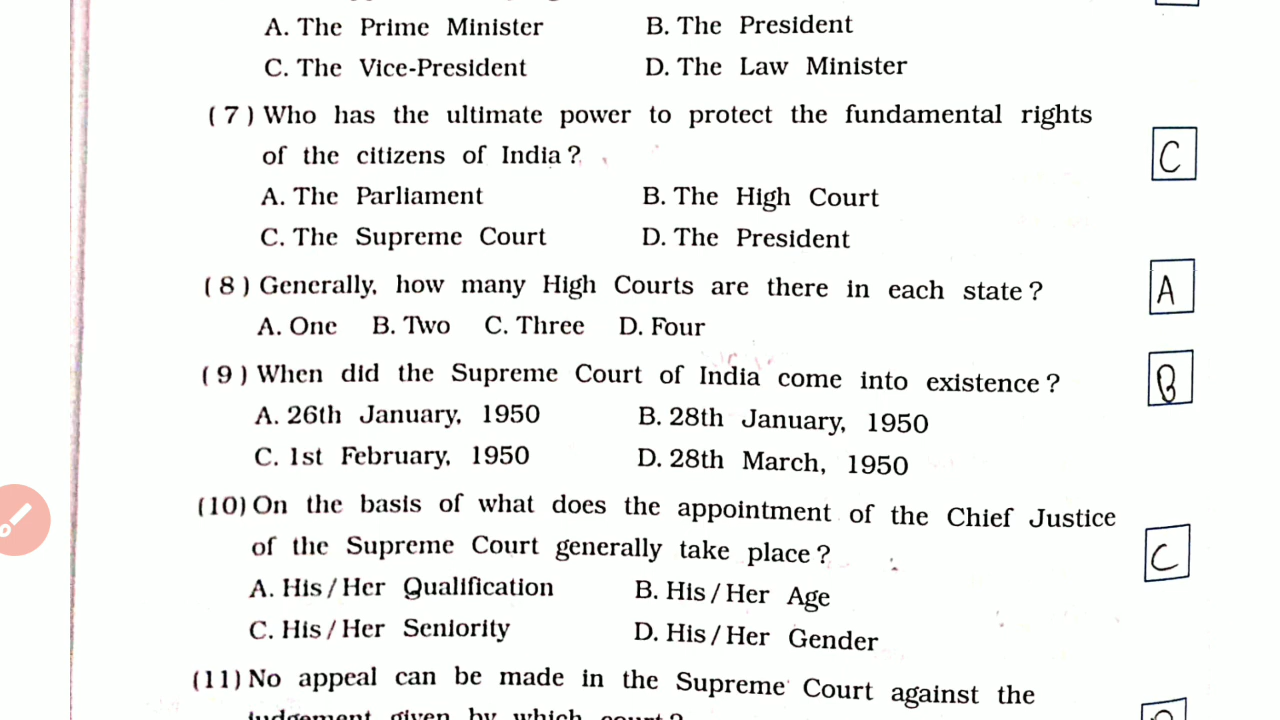 A. The Prime Minister B. The President
C. The Vice-President D. The Law Minister
( 7 ) Who has the ultimate power to protect the fundamental rights
of the citizens of India ? C
A. The Parliament B. The High Court
C. The Supreme Court D. The President
( 8 ) Generally, how many High Courts are there in each state ? A
A. One B. Two C. Three D. Four
( 9 ) When did the Supreme Court of India come into existence ? B
A. 26th January, 1950 B. 28th January, 1950
C. 1st February, 1950 D. 28th March, 1950
(10) On the basis of what does the appointment of the Chief Justice
of the Supreme Court generally take place ? C
A. His / Her Qualification B. His / Her Age
C. His / Her Seniority D. His / Her Gender
(11) No appeal can be made in the Supreme Court against the
judgement given by which court ?